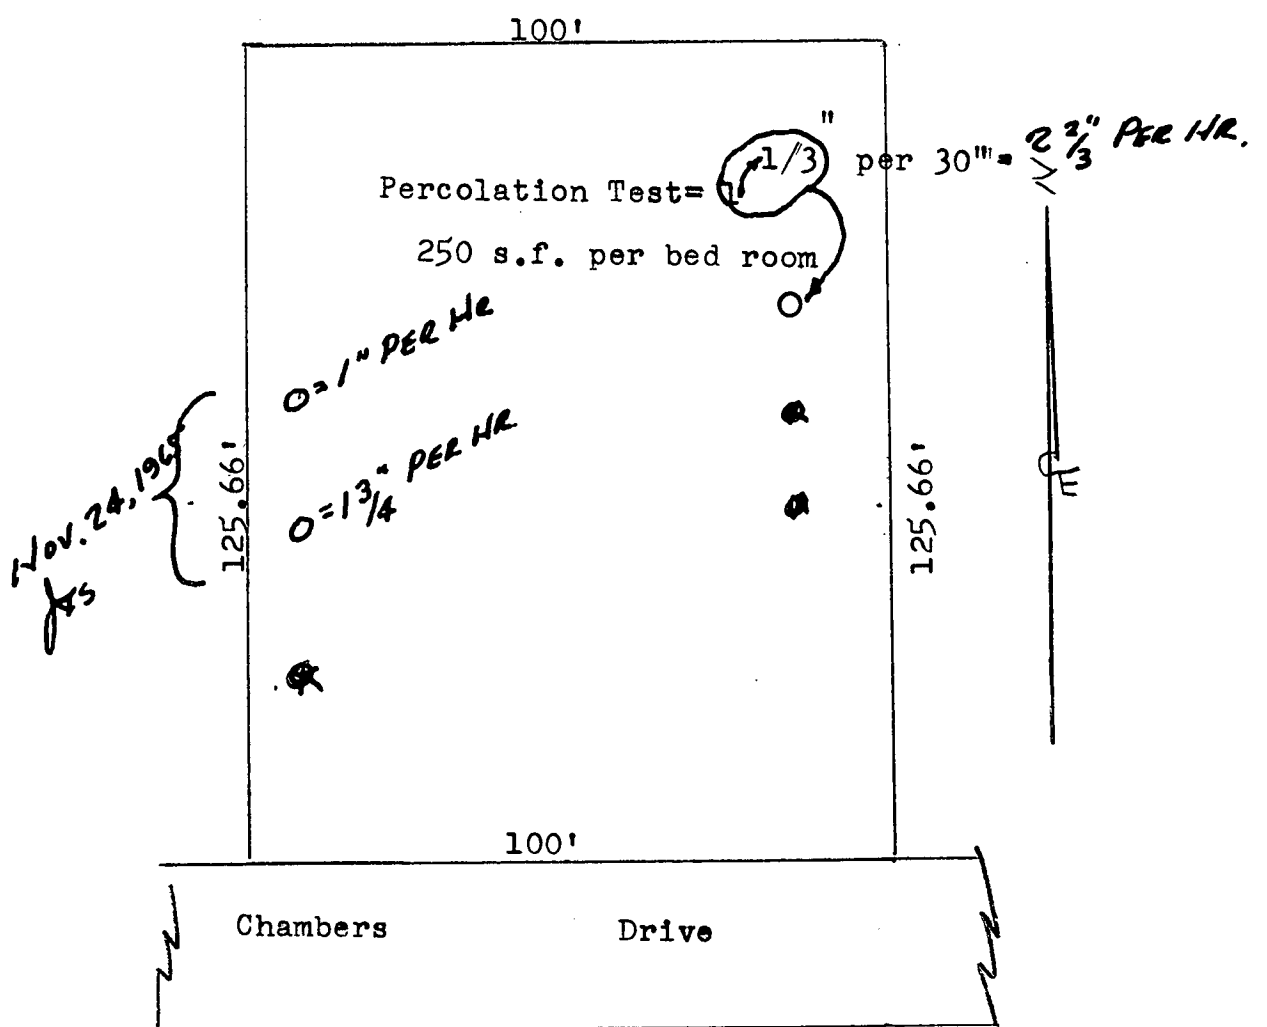 100'
1 1/3" per 30"' = 2 2/3" PER HR.
Percolation Test=
250 s.f. per bed room
O = 1" PER HR
O = 1 3/4" PER HR
125.66'
125.66'
Nov. 24,
100'
Chambers Drive